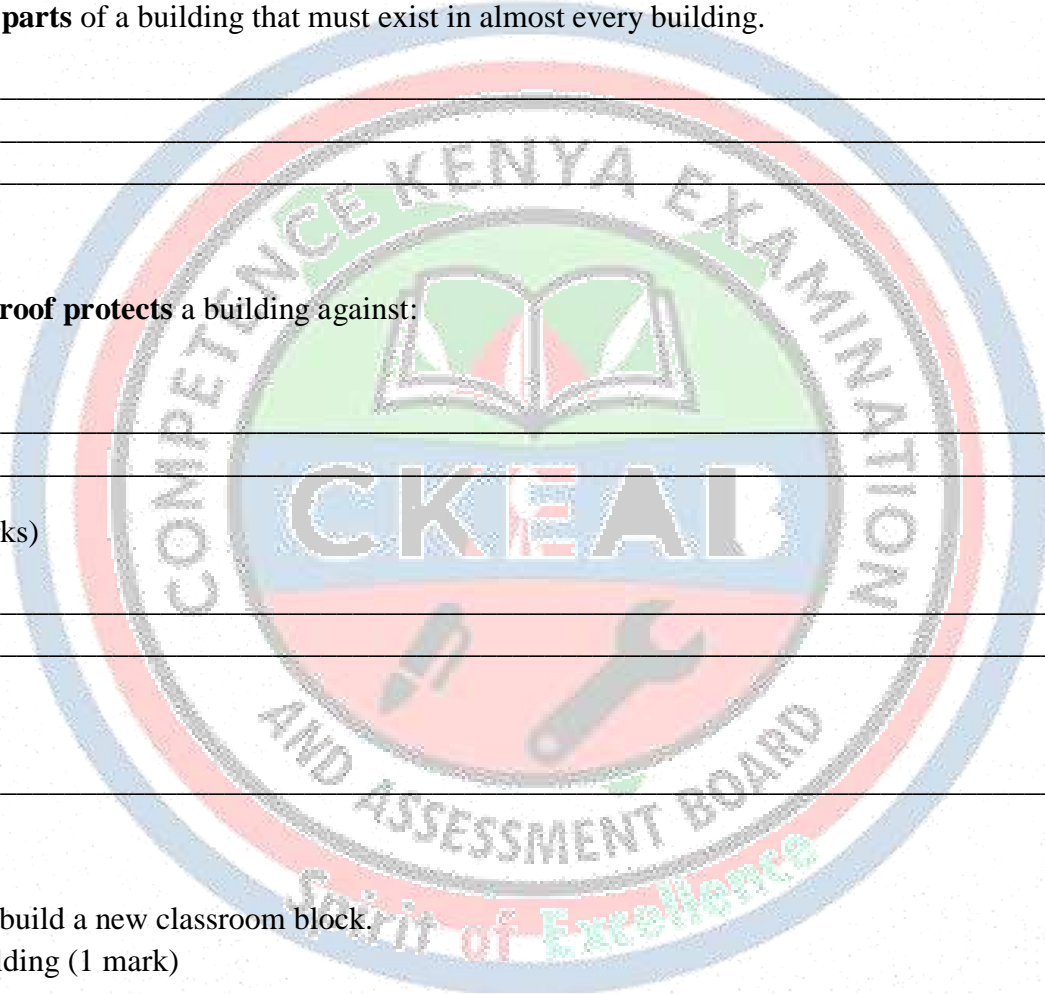 parts of a building that must exist in almost every building.
roof protects a building against:
ks)
build a new classroom block.
lding (1 mark)
COMPETENCE KENYA EXAMINATION
AND ASSESSMENT BOARD
CKEAB
Spirit of Excellence